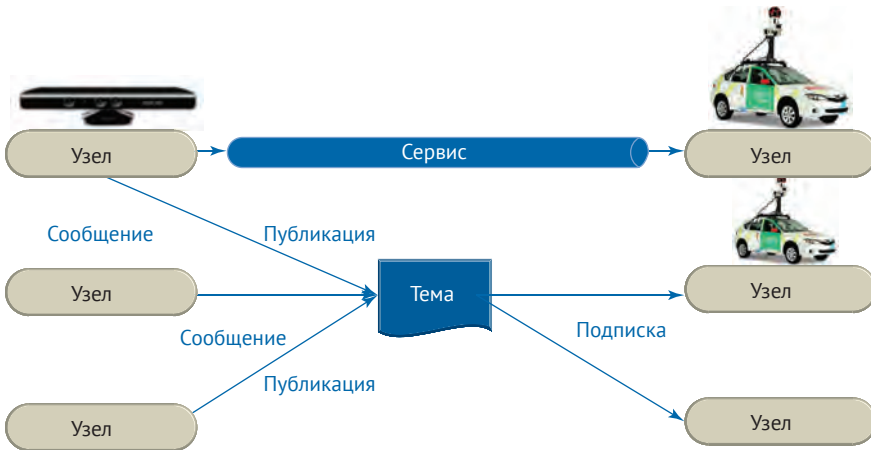 Узел
Сервис
Узел
Сообщение
Публикация
Узел
Тема
Узел
Сообщение
Подписка
Публикация
Узел
Узел